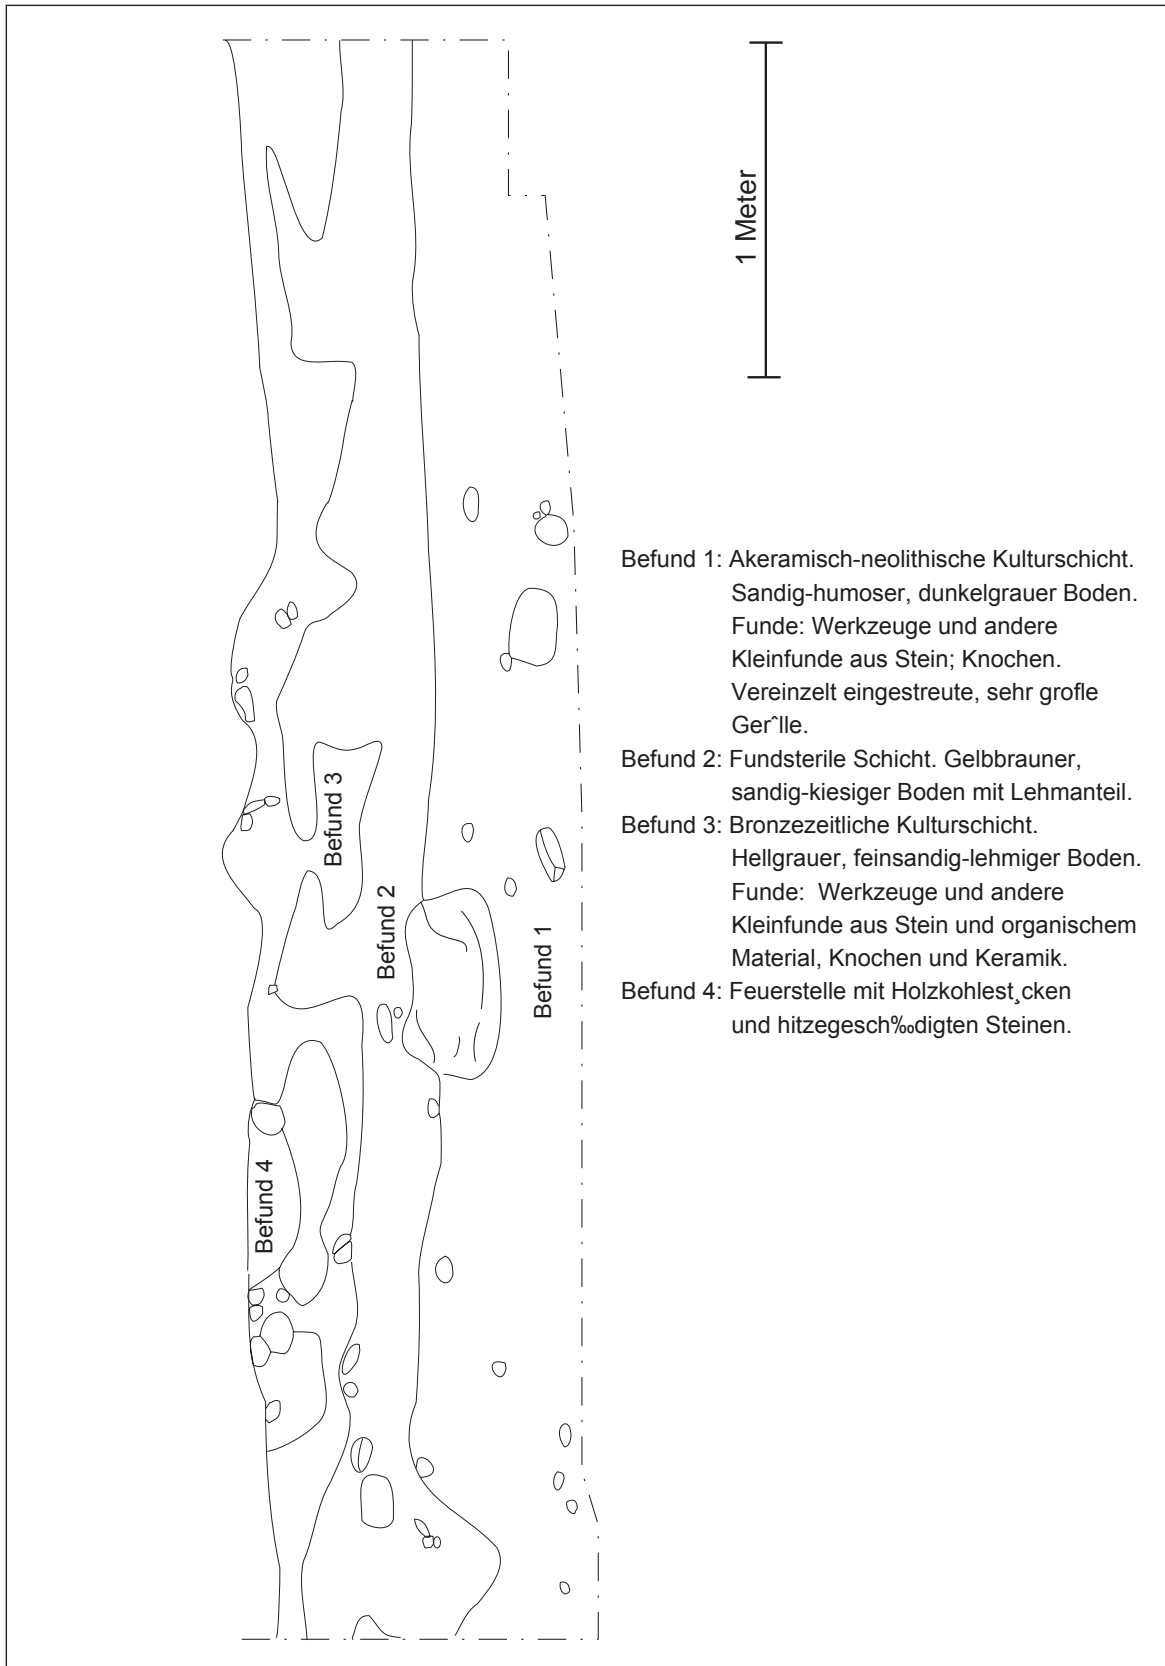 1 Meter
Befund 1: Akeramisch-neolithische Kulturschicht.
Sandig-humoser, dunkelgrauer Boden.
Funde: Werkzeuge und andere
Kleinfunde aus Stein; Knochen.
Vereinzelt eingestreute, sehr grofle
Gerˆlle.
Befund 2: Fundsterile Schicht. Gelbbrauner,
sandig-kiesiger Boden mit Lehmanteil.
Befund 3: Bronzezeitliche Kulturschicht.
Hellgrauer, feinsandig-lehmiger Boden.
Funde: Werkzeuge und andere
Kleinfunde aus Stein und organischem
Material, Knochen und Keramik.
Befund 4: Feuerstelle mit Holzkohlest¸cken
und hitzegesch‰digten Steinen.
Befund 3
Befund 2
Befund 1
Befund 4